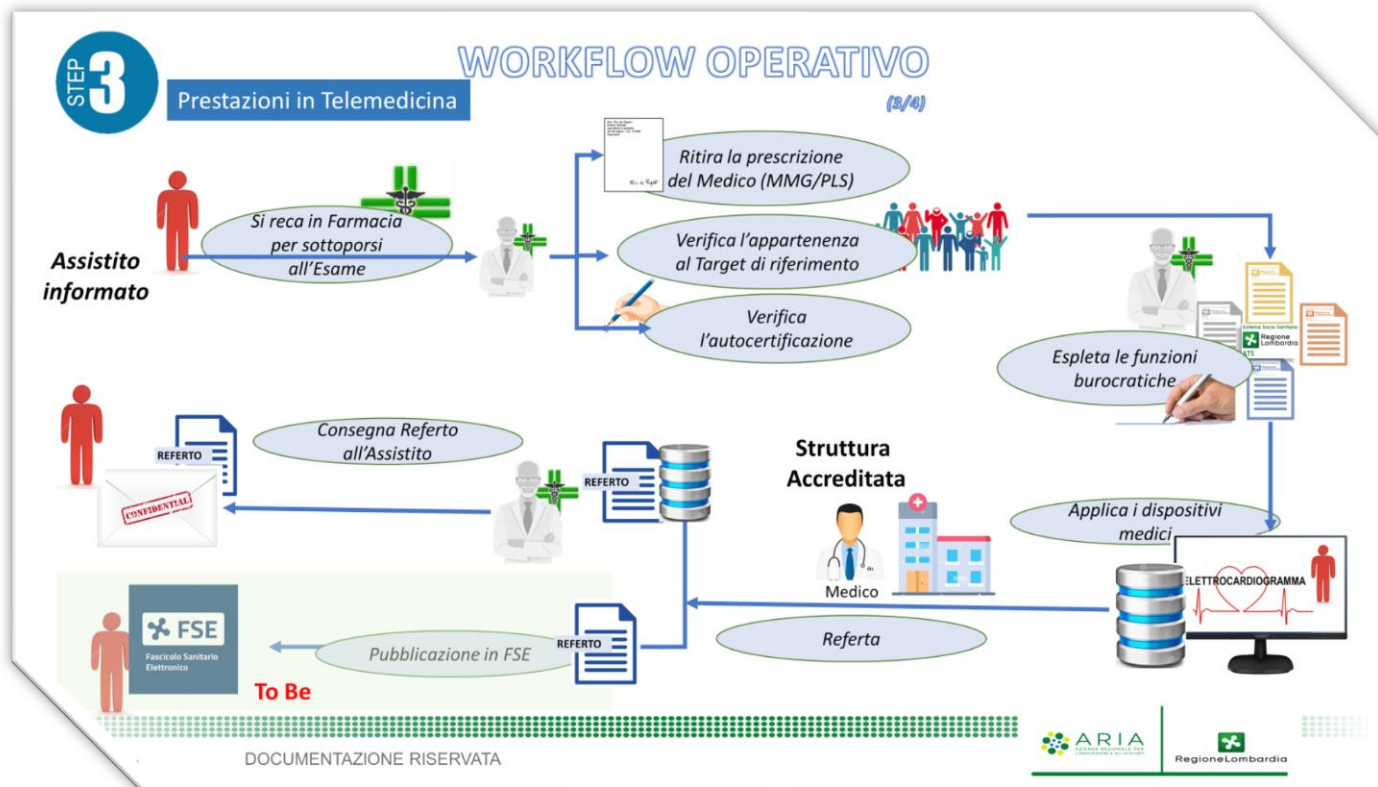 STEP 3
WORKFLOW OPERATIVO
(3/4)
Prestazioni in Telemedicina
Assistito
informato
Si reca in Farmacia
per sottoporsi
all'Esame
Ritira la prescrizione
del Medico (MMG/PLS)
Verifica l'appartenenza
al Target di riferimento
Verifica
l'autocertificazione
Regione
Lombardia
Espleta le funzioni
burocratiche
Applica i dispositivi
medici
ELETTROCARDIOGRAMMA
Struttura
Accreditata
Medico
Referta
REFERTO
Consegna Referto
all'Assistito
REFERTO
CONFIDENTIAL
REFERTO
Pubblicazione in FSE
FSE
Fascicolo Sanitario
Elettronico
To Be
DOCUMENTAZIONE RISERVATA
ARIA
RegioneLombardia